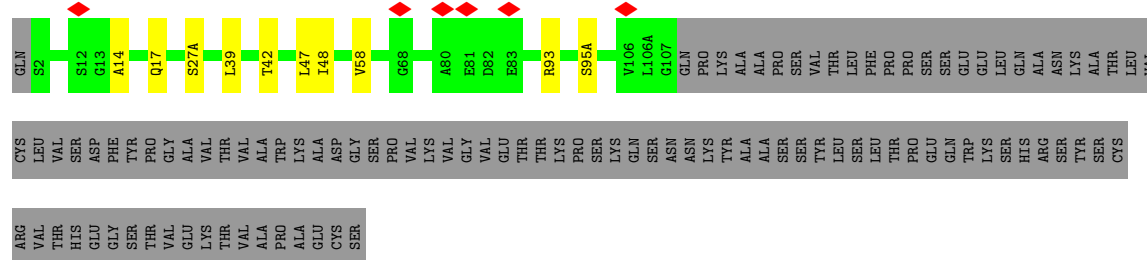 GLN S2 S12 G13 A14 Q17 S27A L39 T42 L47 I48 V58 G68 A80 E81 D82 E83 R93 S95A V106 L106A G107 GLN PRO LYS ALA ALA PRO SER VAL THR LEU PHE PRO PRO SER SER GLU GLU LEU GLN ALA ASN LYS ALA THR LEU VAL
CYS LEU VAL SER ASP PHE TYR PRO GLY ALA VAL THR VAL ALA TRP LYS ALA ASP GLY SER PRO VAL LYS VAL GLY VAL GLU THR THR LYS PRO SER LYS GLN SER ASN ASN LYS TYR ALA ALA SER SER TYR LEU SER LEU THR PRO GLU GLN TRP LYS SER HIS ARG SER TYR SER CYS
ARG VAL THR HIS GLU GLY SER THR VAL GLU LYS THR VAL ALA PRO ALA GLU CYS SER